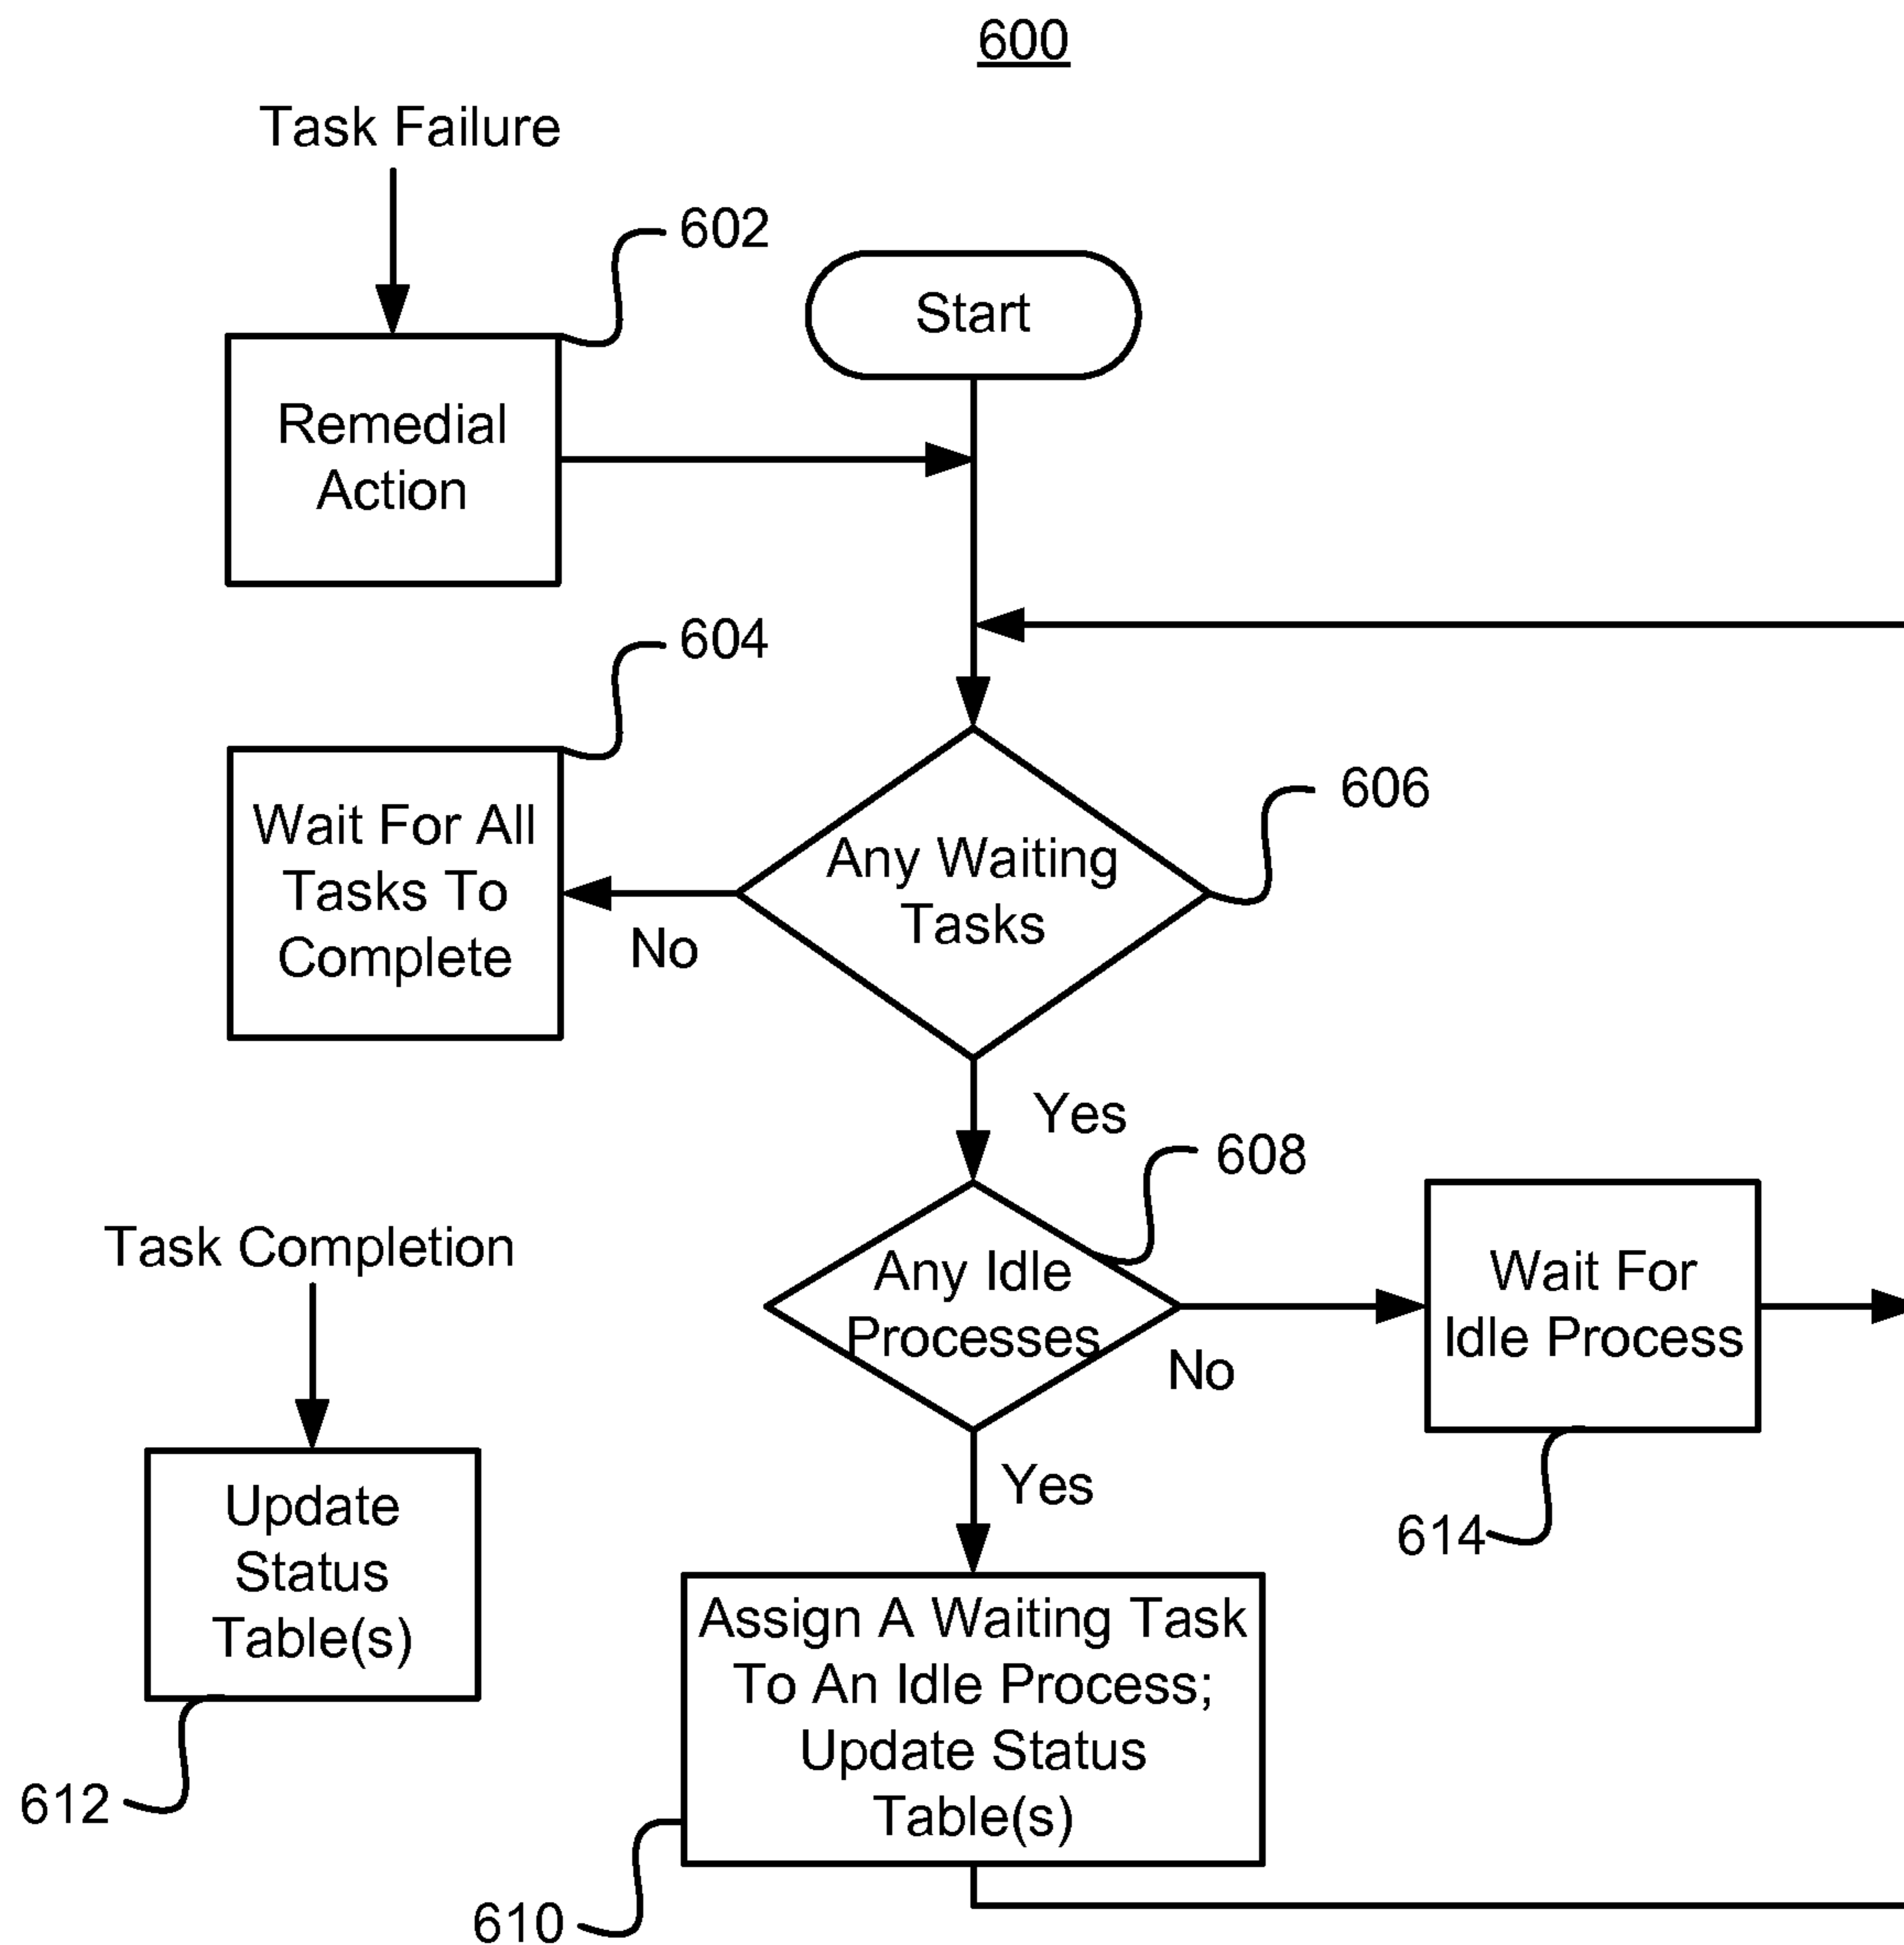 600
Task Failure
602
Start
Remedial
Action
604
Wait For All
Tasks To
Complete
606
Any Waiting
Tasks
No
Yes
608
Task Completion
Any Idle
Processes
No
Wait For
Idle Process
614
Yes
Update
Status
Table(s)
612
Assign A Waiting Task
To An Idle Process;
Update Status
Table(s)
610